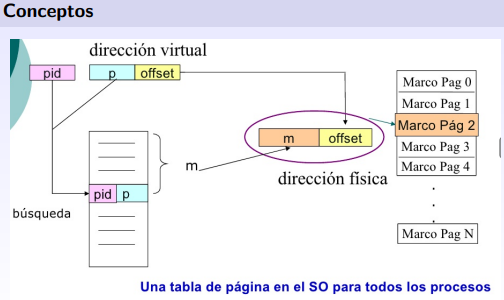 Conceptos
dirección virtual
pid
p
offset
búsqueda
pid
p
m
m
offset
dirección física
Marco Pag 0
Marco Pag 1
Marco Pág 2
Marco Pag 3
Marco Pag 4
.
.
.
Marco Pag N
Una tabla de página en el SO para todos los procesos